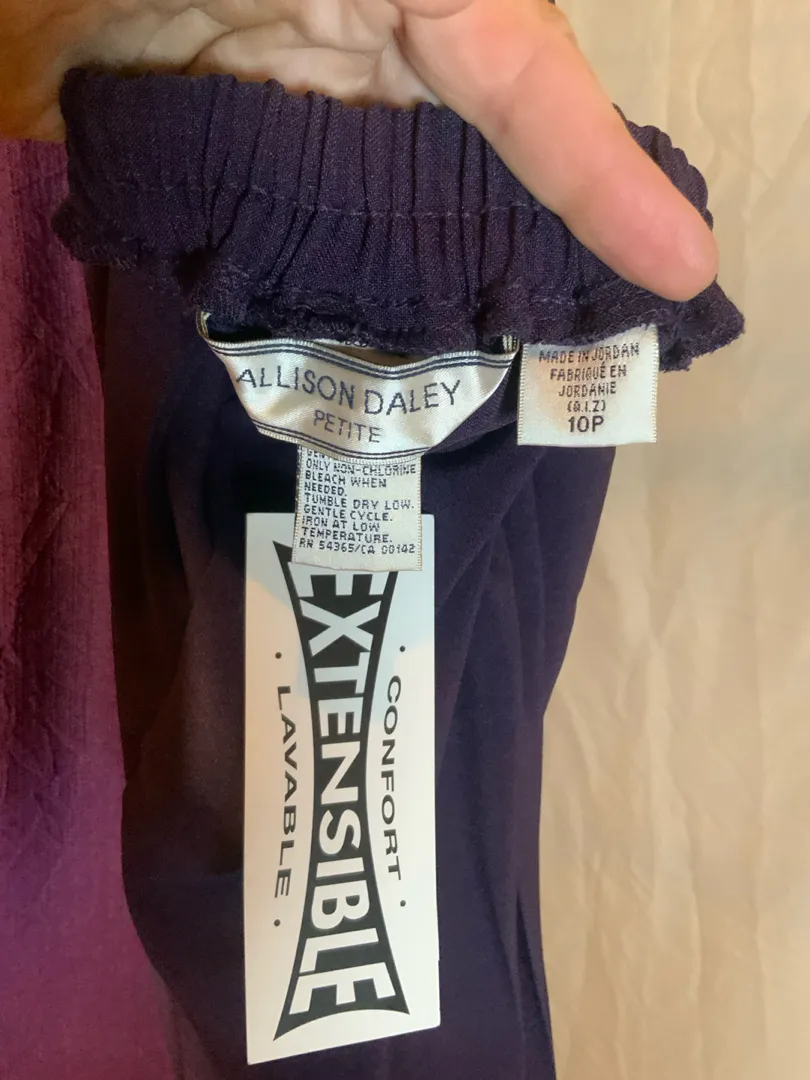 ALLISON DALEY
PETITE
MADE IN JORDAN
FABRIQUÉ EN
JORDANIE
(Q.I.Z)
10P
ONLY NON-CHLORINE
BLEACH WHEN
NEEDED.
TUMBLE DRY LOW.
GENTLE CYCLE.
IRON AT LOW
TEMPERATURE.
RN 54365/CA 00142
· CONFORT ·
EXTENSIBLE
· LAVABLE ·